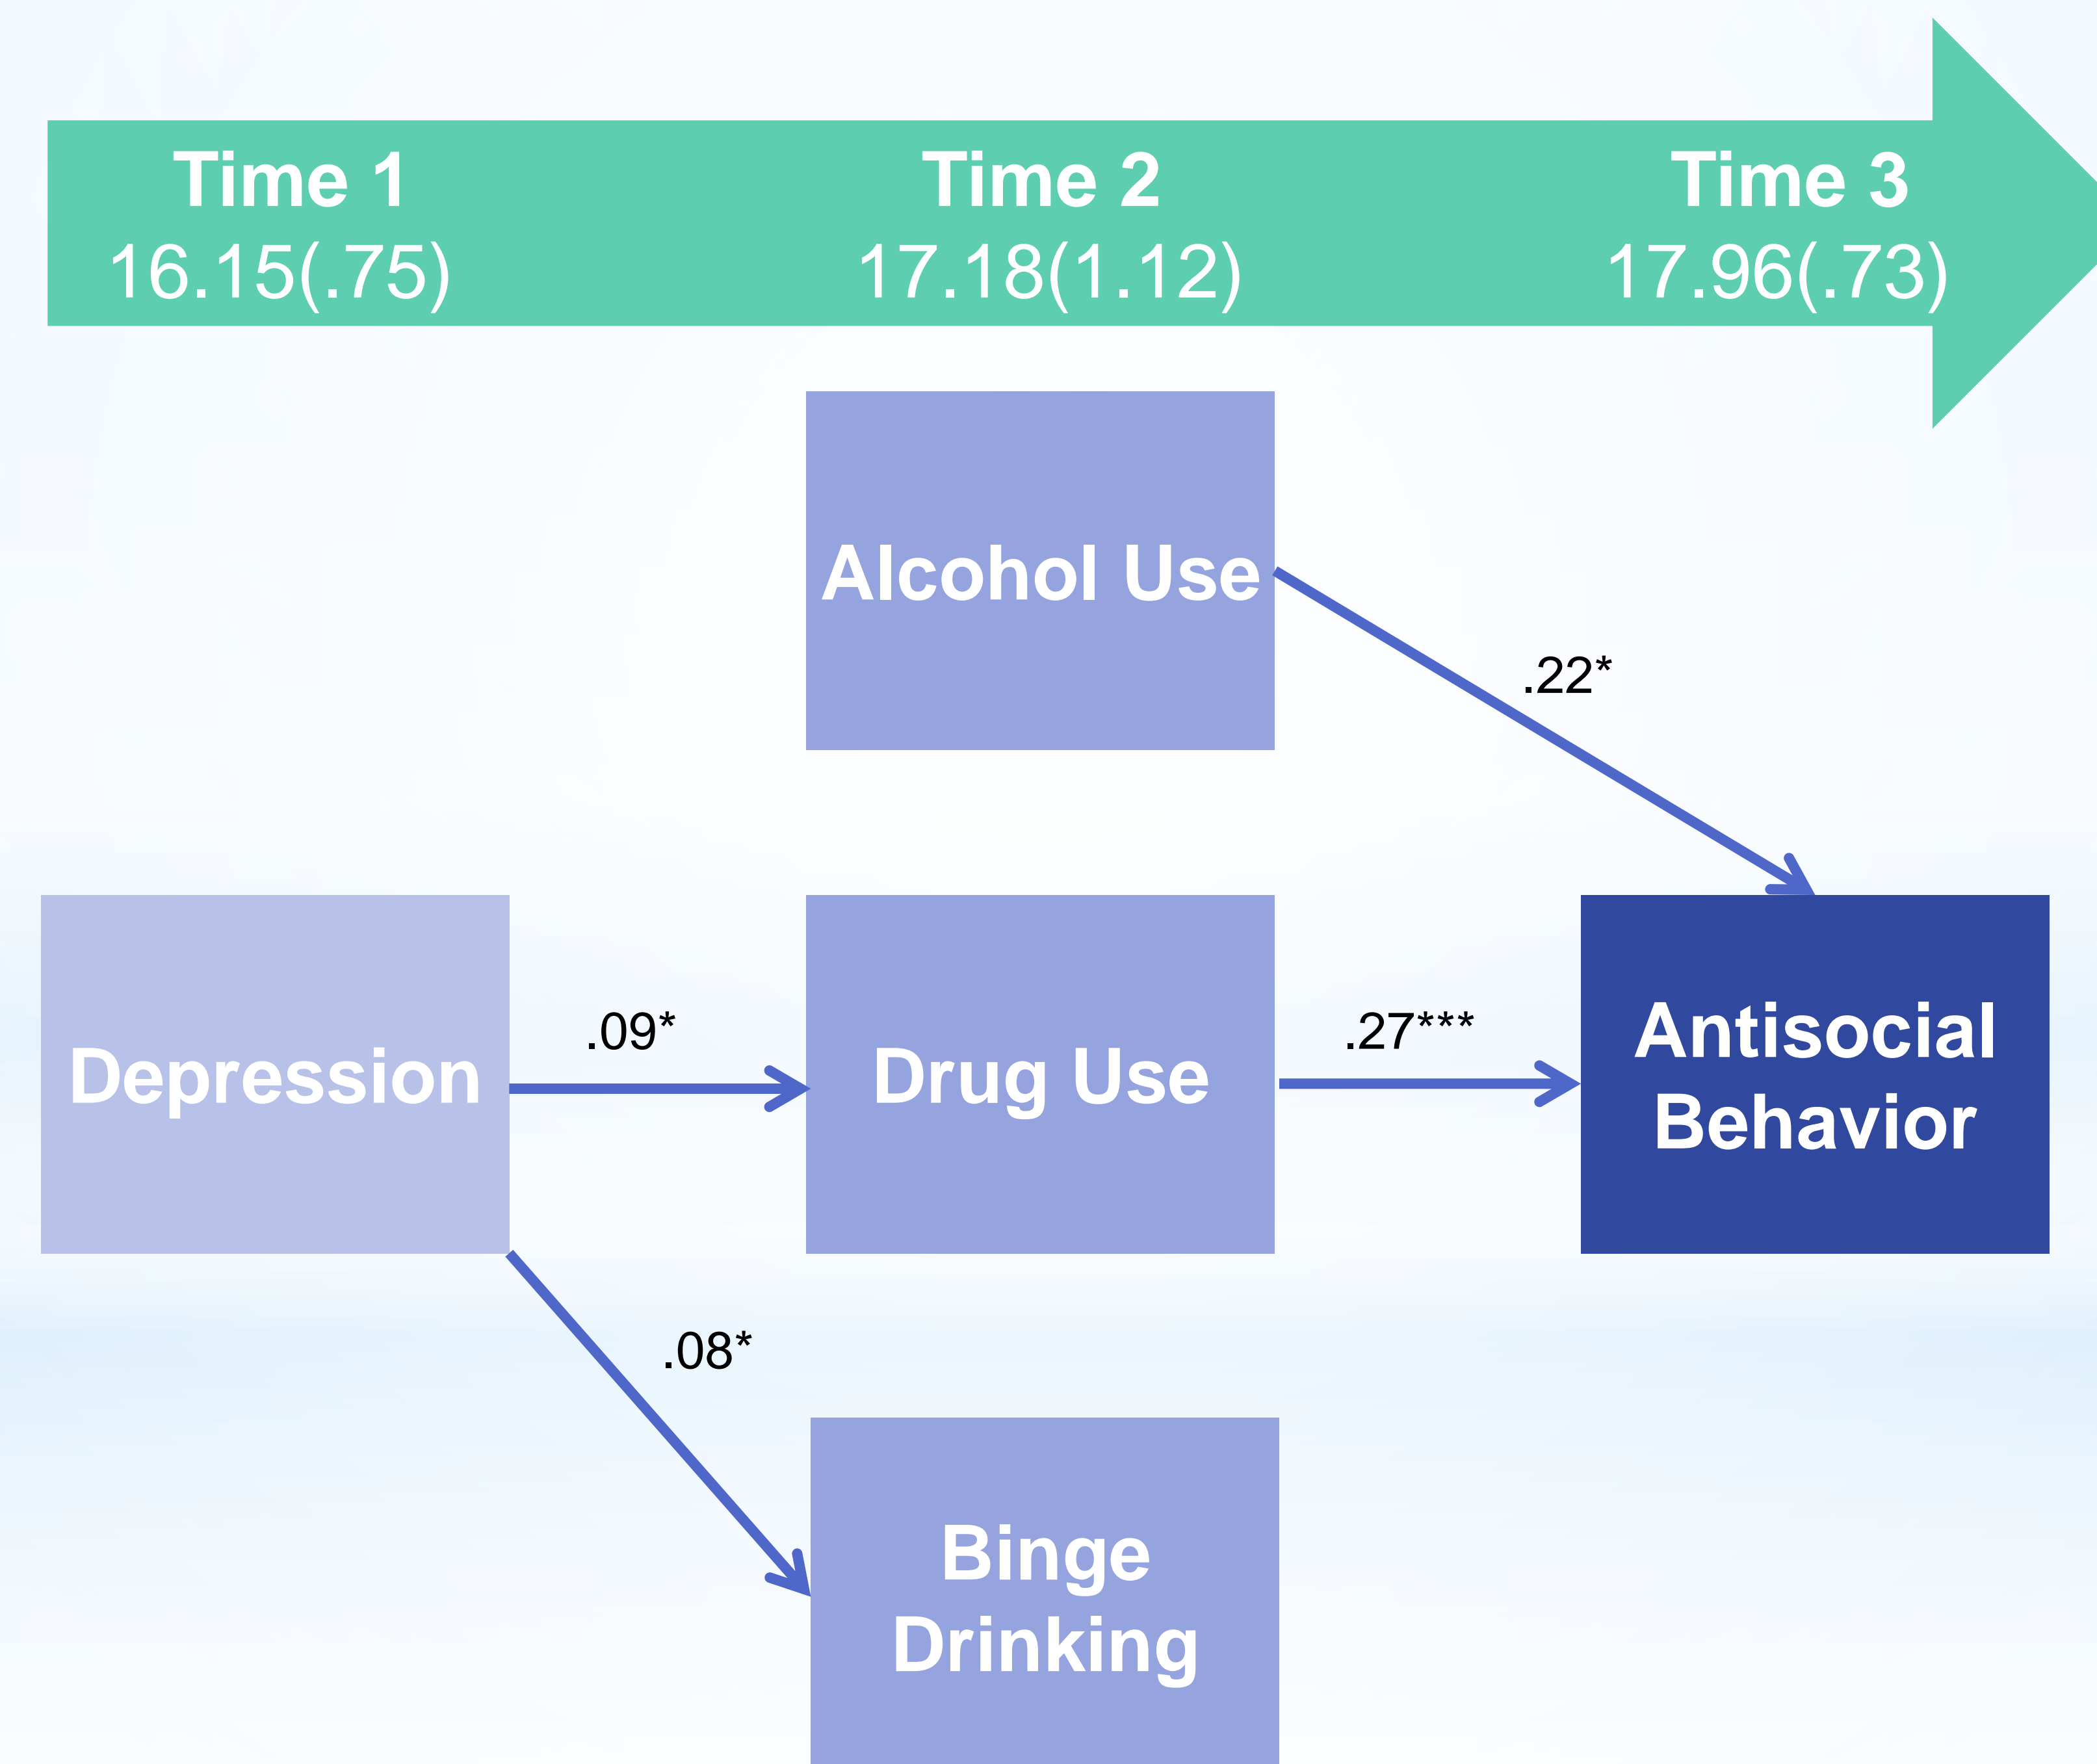 Time 1
16.15(.75)
Time 2
17.18(1.12)
Time 3
17.96(.73)
Alcohol Use
.22*
Depression
.09*
Drug Use
.27***
Antisocial
Behavior
.08*
Binge
Drinking